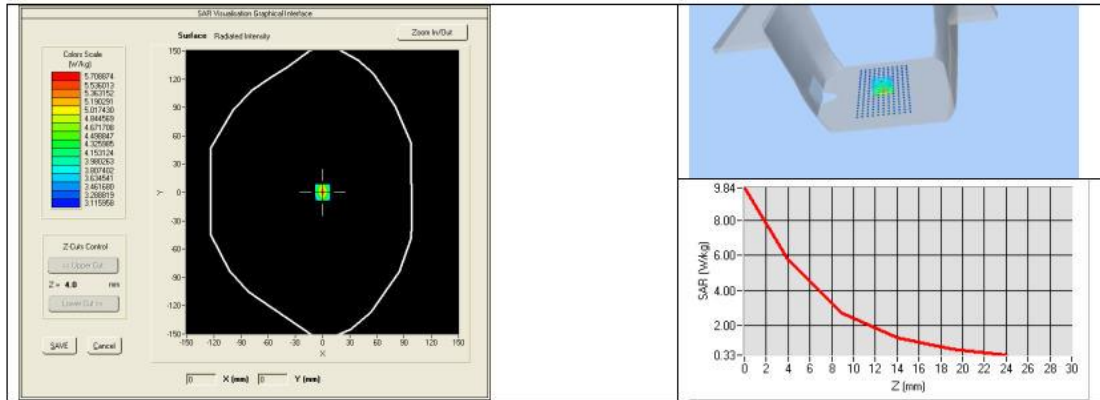 SAR Visualisation Graphical Interface
Surface Radiated Intensity
Zoom In/Out
Colors Scale
(W/kg)
5.708874
5.536013
5.363152
5.190291
5.017430
4.844569
4.671708
4.498847
4.325985
4.153124
3.980263
3.807402
3.634541
3.461680
3.288819
3.115958
Z-Cuts Control
<< Upper Cut
Z = 4.0 mm
Lower Cut >>
SAVE Cancel
150
120
90
60
30
0
-30
-60
-90
-120
-150
Y
-150 -120 -90 -60 -30 0 30 60 90 120 150
X
0 X (mm) 0 Y (mm)
9.84
8.00
6.00
4.00
2.00
0.33
SAR (W/kg)
0 2 4 6 8 10 12 14 16 18 20 22 24 26 28 30
Z (mm)